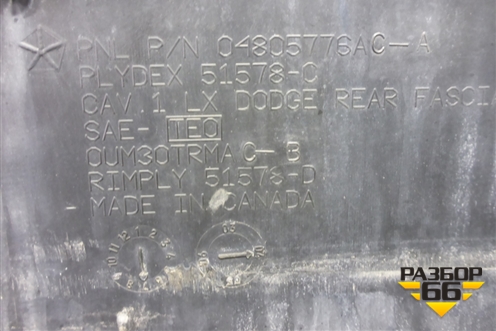 PNL P/N 04805776AC-A
PLYDEX 51578-C
CAV 1 LX DODGE REAR FASCI
SAE- TEO
0UM30TRMAC-B
RIMPLY 51578-D
- MADE IN CANADA
РАЗБОР
66